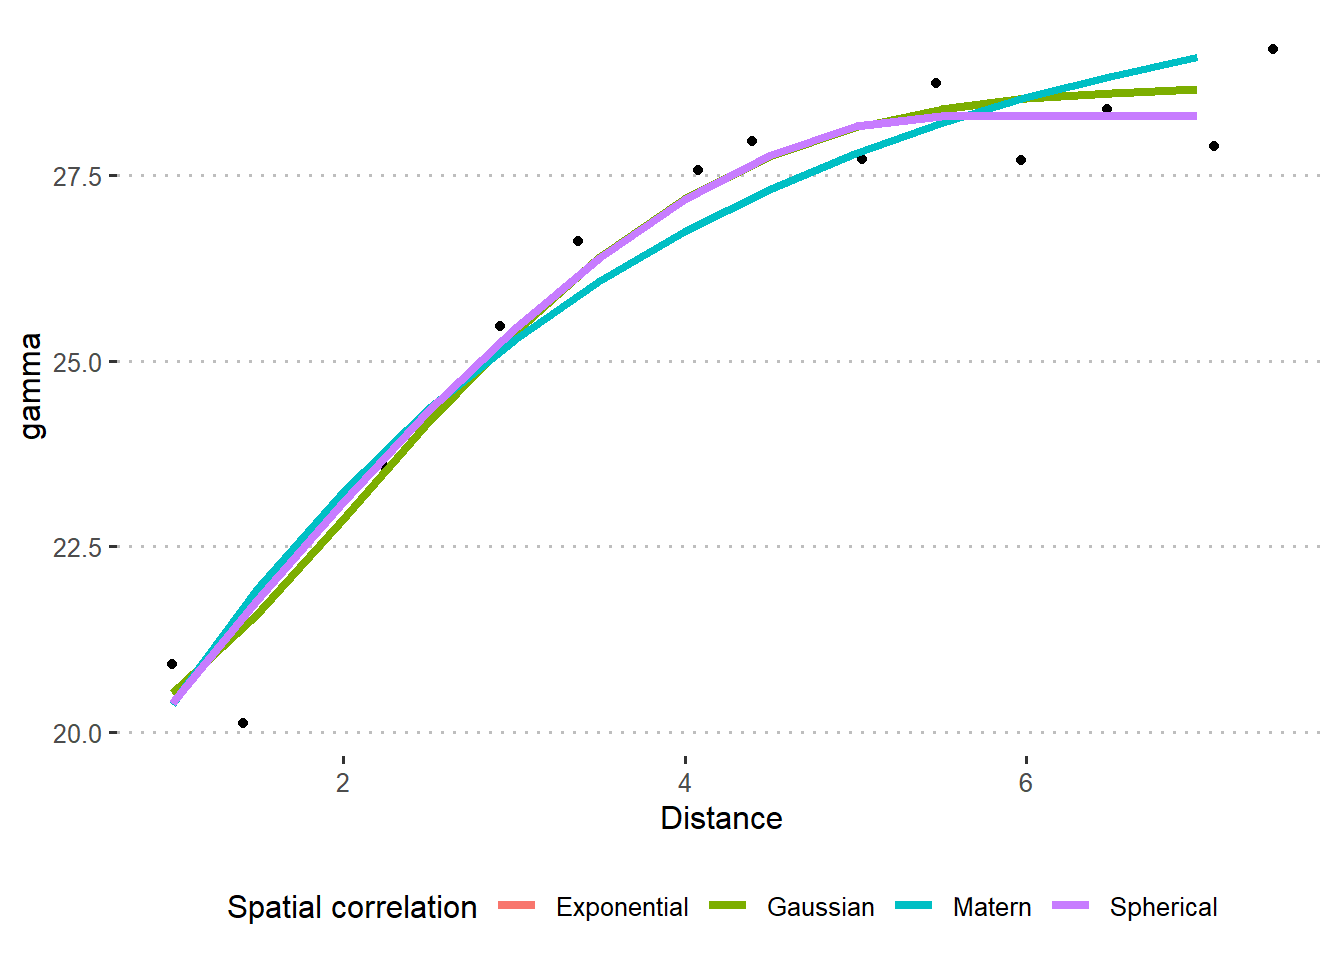 27.5
25.0
22.5
20.0
gamma
2 4 6
Distance
Spatial correlation Exponential Gaussian Matern Spherical